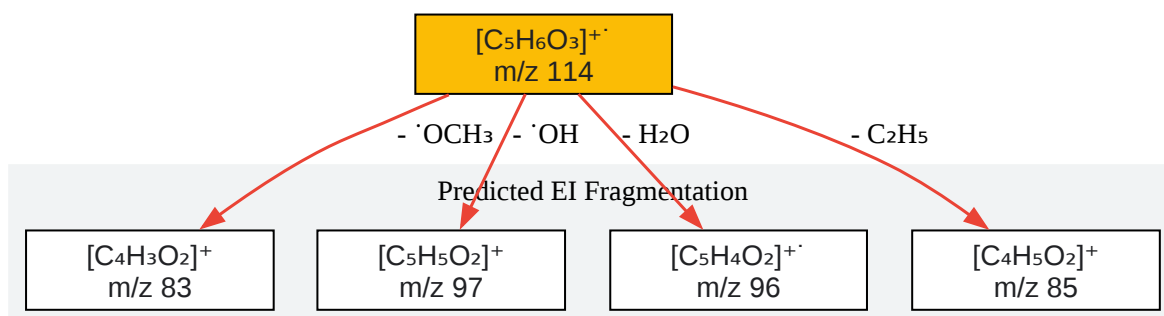 [C₅H₆O₃]⁺˙
m/z 114
- ˙OCH₃
- ˙OH
- H₂O
- C₂H₅
Predicted EI Fragmentation
[C₄H₃O₂]⁺
m/z 83
[C₅H₅O₂]⁺
m/z 97
[C₅H₄O₂]⁺˙
m/z 96
[C₄H₅O₂]⁺
m/z 85